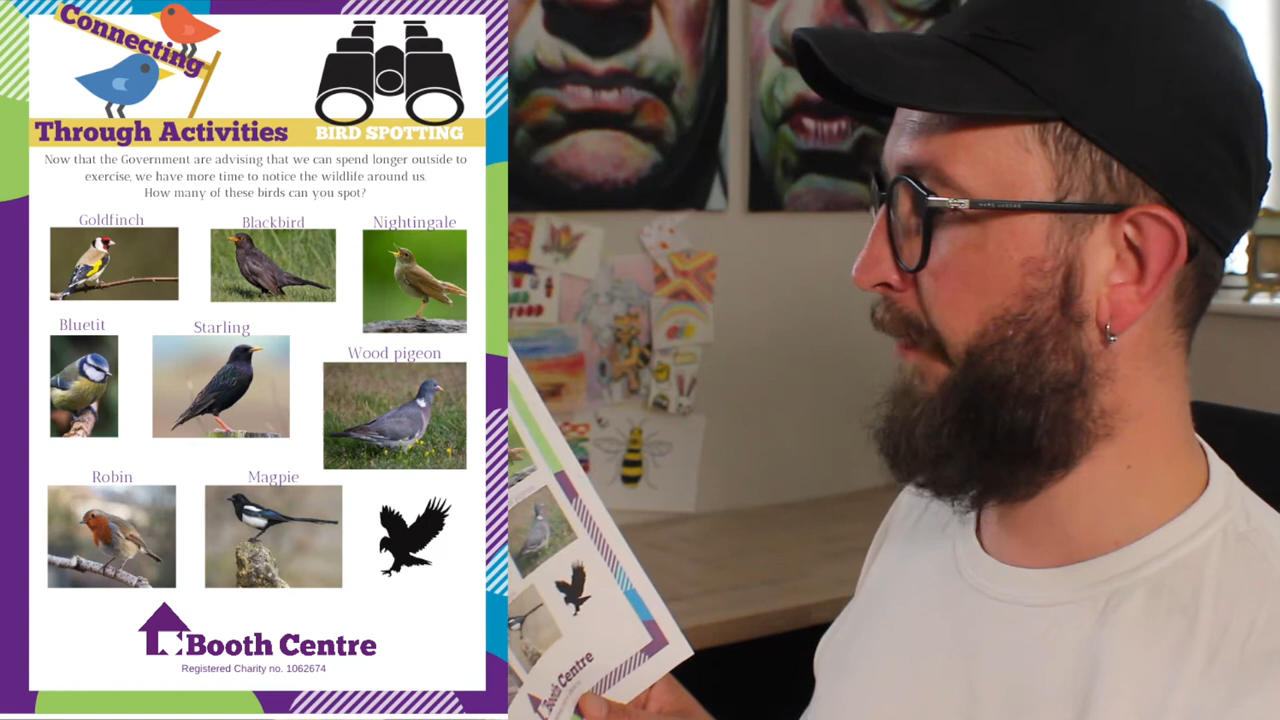 Connecting
Through Activities
BIRD SPOTTING
Now that the Government are advising that we can spend longer outside to
exercise, we have more time to notice the wildlife around us.
How many of these birds can you spot?
Goldfinch
Blackbird
Nightingale
Bluetit
Starling
Wood pigeon
Robin
Magpie
Booth Centre
Registered Charity no. 1062674
MARC JACOBS
Booth Centre